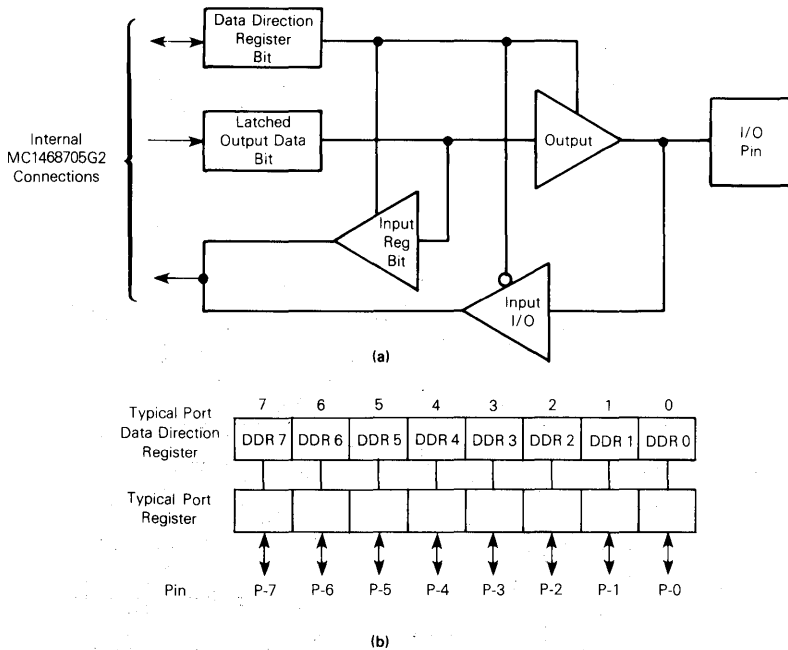 Data Direction
Register
Bit
Latched
Output Data
Bit
Output
I/O
Pin
Internal
MC1468705G2
Connections
Input
Reg
Bit
Input
I/O
(a)
7 6 5 4 3 2 1 0
Typical Port
Data Direction
Register
DDR 7 DDR 6 DDR 5 DDR 4 DDR 3 DDR 2 DDR 1 DDR 0
Typical Port
Register
Pin P-7 P-6 P-5 P-4 P-3 P-2 P-1 P-0
(b)